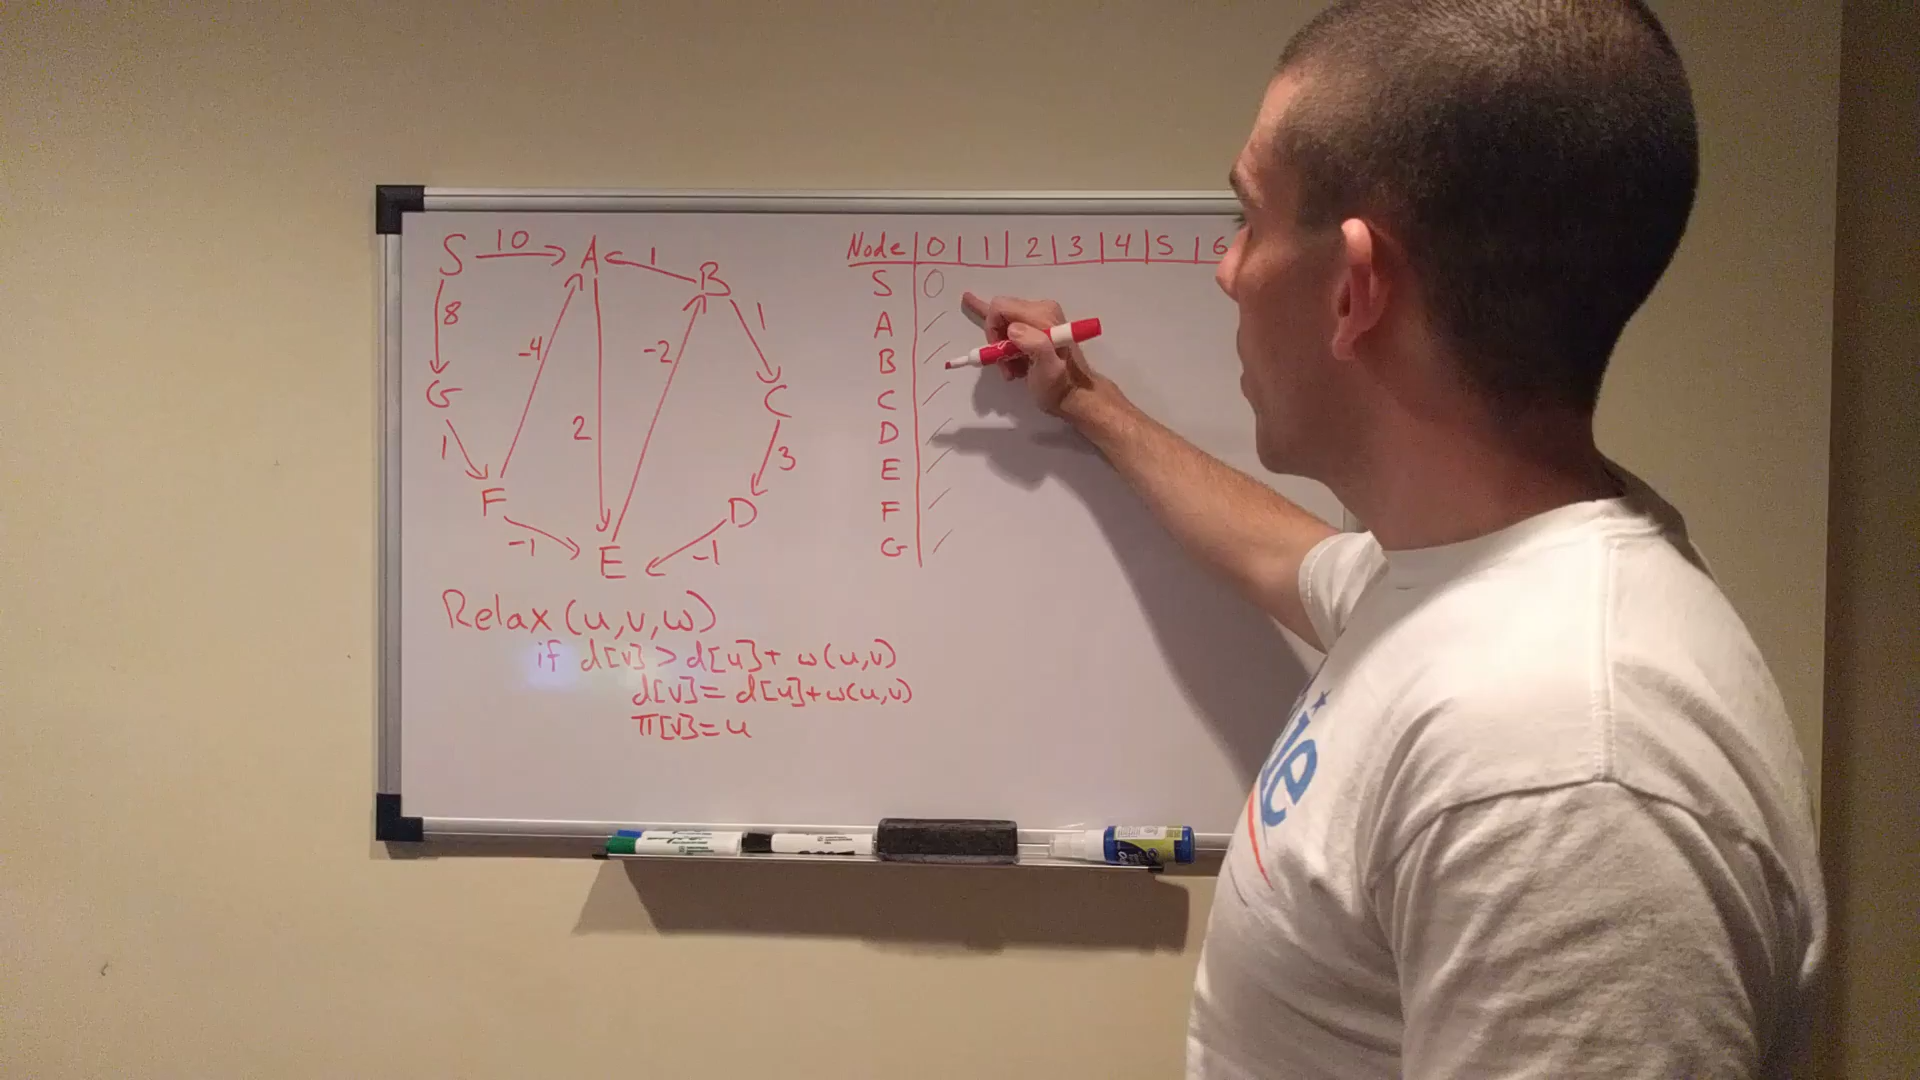 S 10 A 1 B
8 -4 2 -2 1
G C
1 3
F D
-1 E -1
Relax (u,v,w)
if d[v] > d[u] + w(u,v)
d[v] = d[u] + w(u,v)
π[v] = u
Node 0 1 2 3 4 5 6
S 0
A /
B /
C /
D /
E /
F /
G /